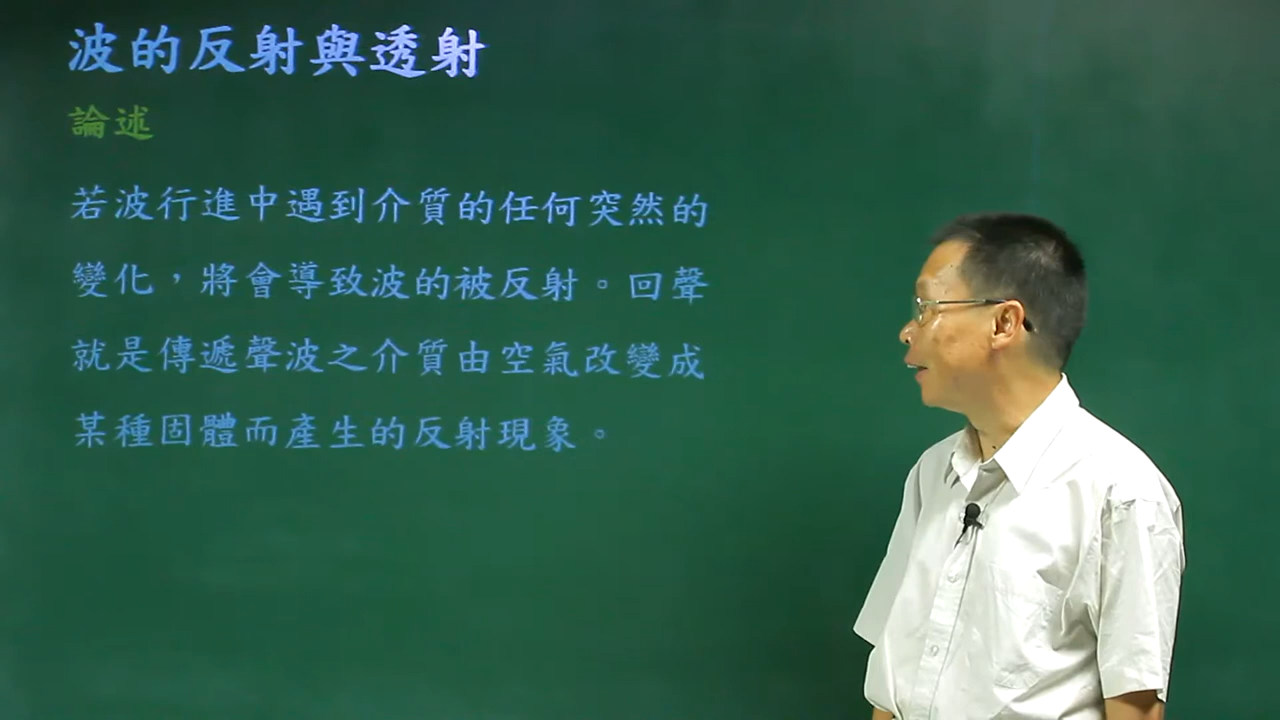 波的反射與透射
論述
若波行進中遇到介質的任何突然的
變化，將會導致波的被反射。回聲
就是傳遞聲波之介質由空氣改變成
某種固體而產生的反射現象。